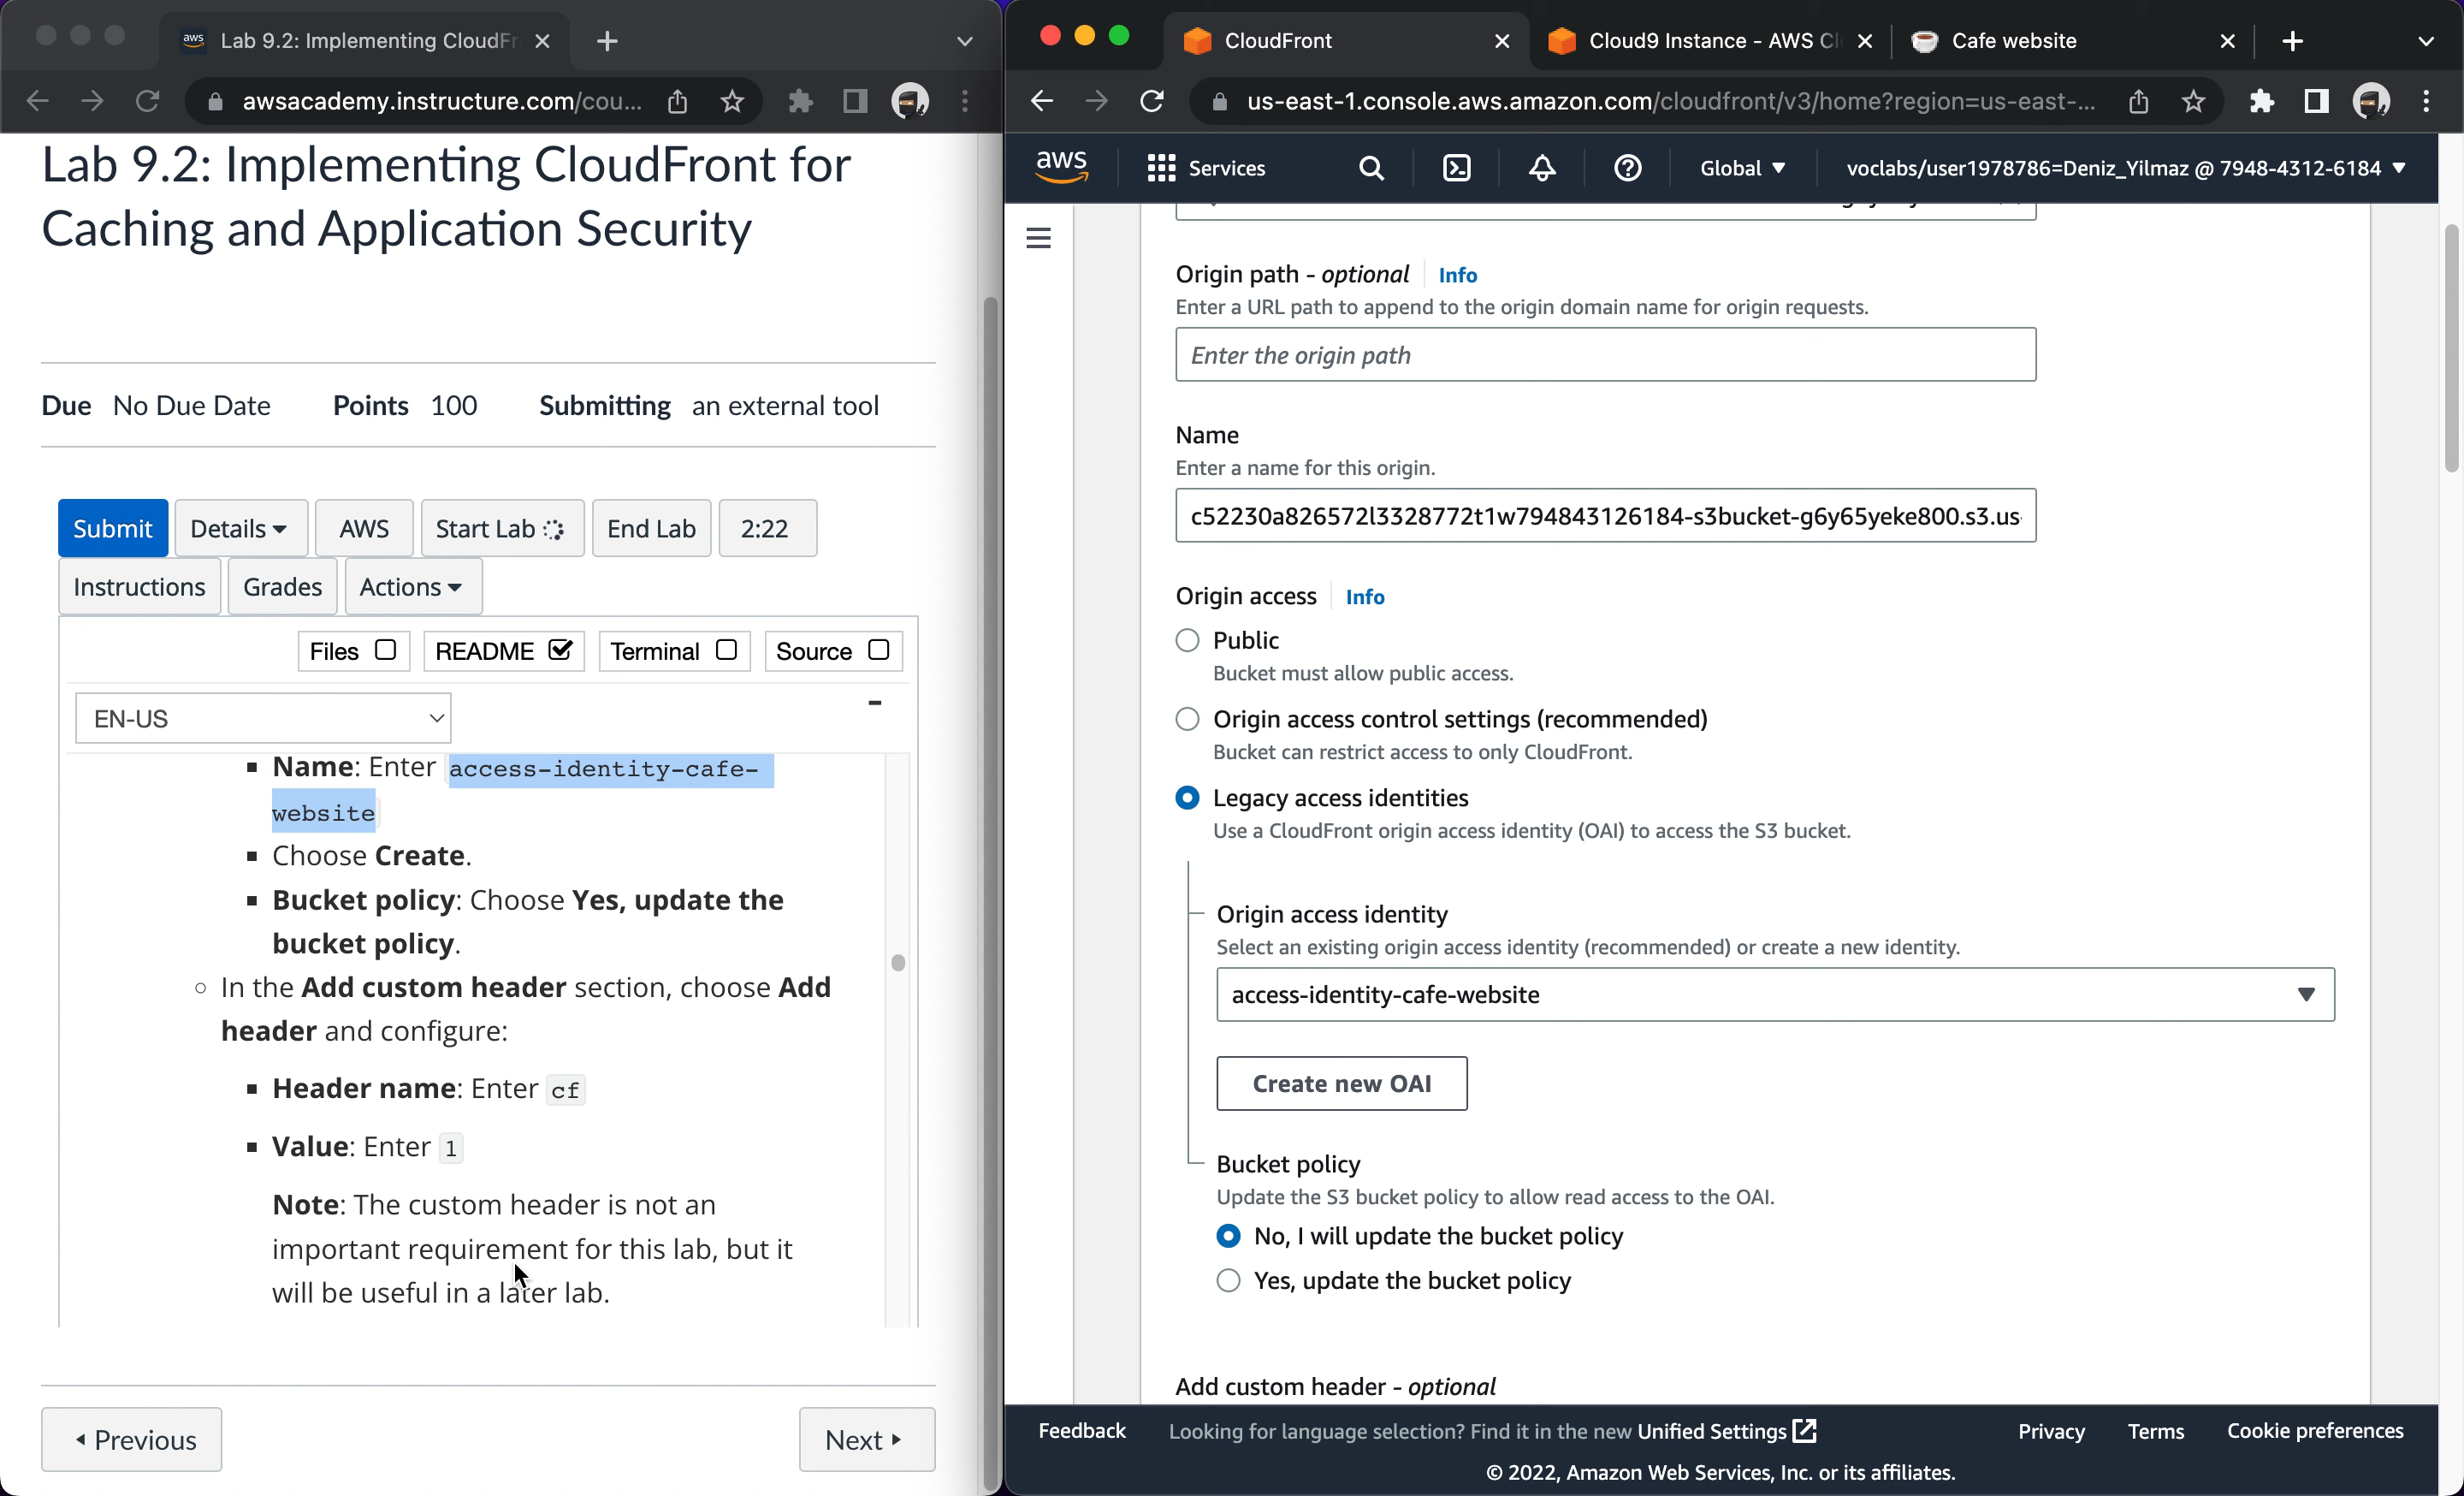 Lab 9.2: Implementing CloudFr
CloudFront
Cloud9 Instance - AWS Cl
Cafe website
awsacademy.instructure.com/cou...
us-east-1.console.aws.amazon.com/cloudfront/v3/home?region=us-east-...
aws
Services
Global
voclabs/user1978786=Deniz_Yilmaz @ 7948-4312-6184
Lab 9.2: Implementing CloudFront for
Caching and Application Security
Due No Due Date Points 100 Submitting an external tool
Submit Details AWS Start Lab End Lab 2:22
Instructions Grades Actions
Files README Terminal Source
EN-US
Name: Enter access-identity-cafe-
website
Choose Create.
Bucket policy: Choose Yes, update the
bucket policy.
In the Add custom header section, choose Add
header and configure:
Header name: Enter cf
Value: Enter 1
Note: The custom header is not an
important requirement for this lab, but it
will be useful in a later lab.
Previous
Next
Origin path - optional Info
Enter a URL path to append to the origin domain name for origin requests.
Enter the origin path
Name
Enter a name for this origin.
c52230a826572l3328772t1w794843126184-s3bucket-g6y65yeke800.s3.us-
Origin access Info
Public
Bucket must allow public access.
Origin access control settings (recommended)
Bucket can restrict access to only CloudFront.
Legacy access identities
Use a CloudFront origin access identity (OAI) to access the S3 bucket.
Origin access identity
Select an existing origin access identity (recommended) or create a new identity.
access-identity-cafe-website
Create new OAI
Bucket policy
Update the S3 bucket policy to allow read access to the OAI.
No, I will update the bucket policy
Yes, update the bucket policy
Add custom header - optional
Feedback
Looking for language selection? Find it in the new Unified Settings
Privacy
Terms
Cookie preferences
© 2022, Amazon Web Services, Inc. or its affiliates.